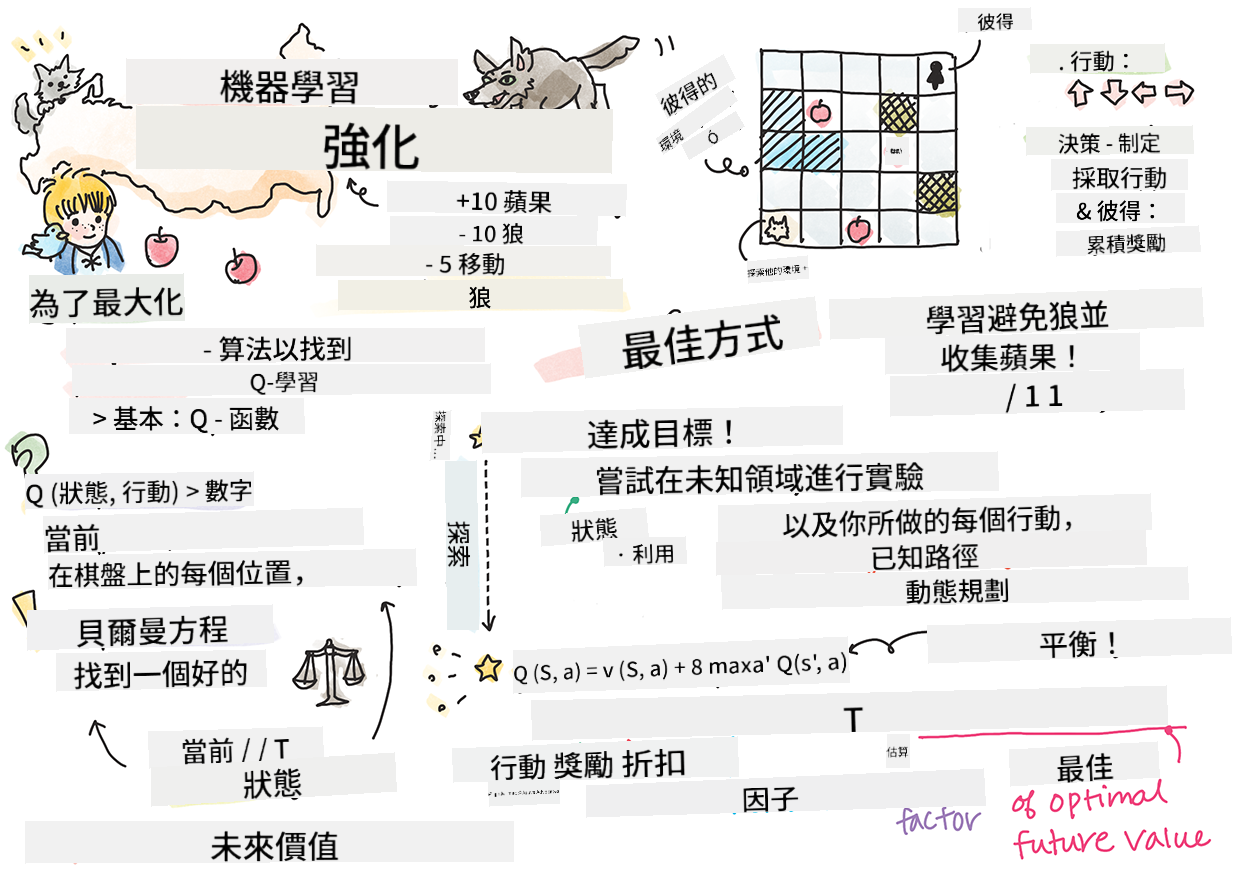 彼得
機器學習
強化
+10 蘋果
- 10 狼
- 5 移動
狼
彼得的
環境
Ó
探索他的環境 +
. 行動：
決策 - 制定
採取行動
& 彼得：
累積獎勵
為了最大化
- 算法以找到
Q-學習
> 基本：Q - 函數
最佳方式
學習避免狼並
收集蘋果！
/ 1 1
探索中...
達成目標！
嘗試在未知領域進行實驗
探索
狀態
· 利用
以及你所做的每個行動，
已知路徑
動態規劃
Q (狀態, 行動) > 數字
當前
在棋盤上的每個位置，
貝爾曼方程
找到一個好的
Q (S, a) = v (S, a) + 8 maxa' Q(s', a)
平衡！
T
當前 / / T
狀態
行動 獎勵 折扣
估算
最佳
因子
factor
of optimal
future value
未來價值